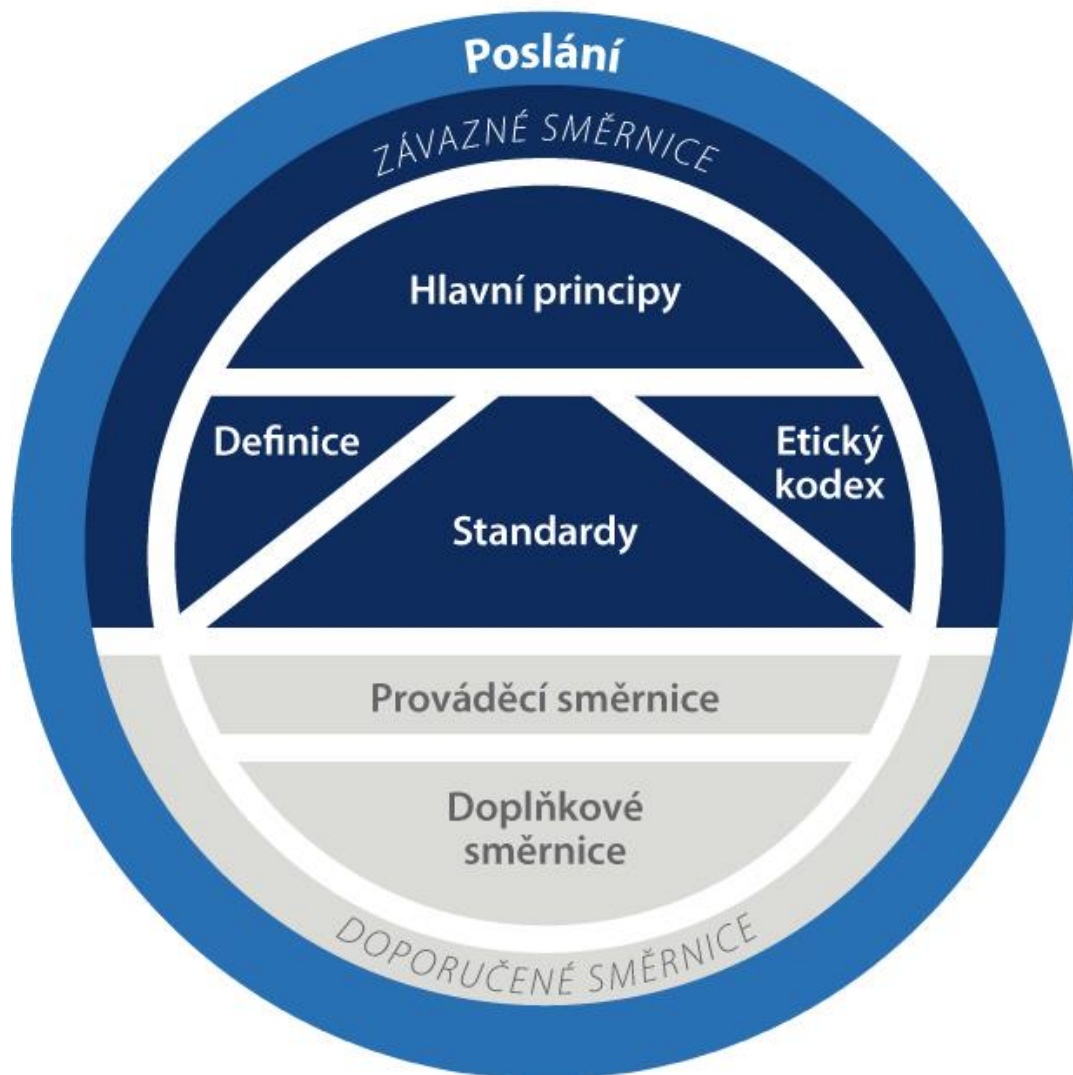 Poslání
ZÁVAZNÉ SMĚRNICE
Hlavní principy
Definice
Etický
kodex
Standardy
Prováděcí směrnice
Doplňkové
směrnice
DOPORUČENÉ SMĚRNICE